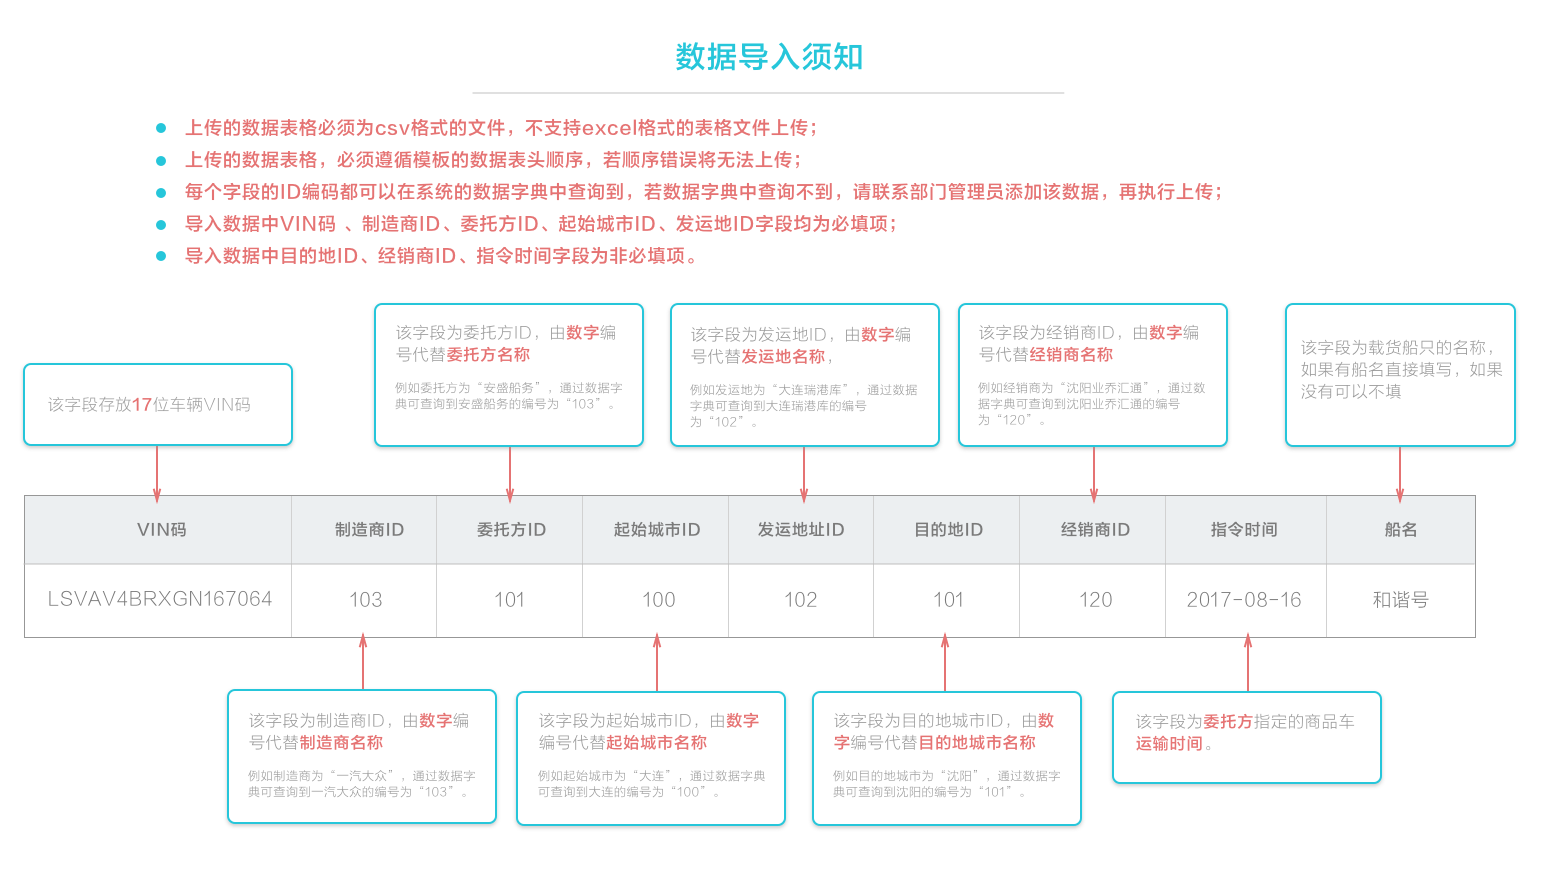 数据导入须知
上传的数据表格必须为csv格式的文件，不支持excel格式的表格文件上传；
上传的数据表格，必须遵循模板的数据表头顺序，若顺序错误将无法上传；
每个字段的ID编码都可以在系统的数据字典中查询到，若数据字典中查询不到，请联系部门管理员添加该数据，再执行上传；
导入数据中VIN码 、制造商ID、委托方ID、起始城市ID、发运地ID字段均为必填项；
导入数据中目的地ID、经销商ID、指令时间字段为非必填项。
该字段存放17位车辆VIN码
该字段为委托方ID，由数字编
号代替委托方名称
例如委托方为“安盛船务”，通过数据字
典可查询到安盛船务的编号为“103”。
该字段为发运地ID，由数字编
号代替发运地名称，
例如发运地为“大连瑞港库”，通过数据
字典可查询到大连瑞港库的编号
为“102”。
该字段为经销商ID，由数字编
号代替经销商名称
例如经销商为“沈阳业乔汇通”，通过数
据字典可查询到沈阳业乔汇通的编号
为“120”。
该字段为载货船只的名称，
如果有船名直接填写，如果
没有可以不填
VIN码 制造商ID 委托方ID 起始城市ID 发运地址ID 目的地ID 经销商ID 指令时间 船名
LSVAV4BRXGN167064 103 101 100 102 101 120 2017-08-16 和谐号
该字段为制造商ID，由数字编
号代替制造商名称
例如制造商为“一汽大众”，通过数据字
典可查询到一汽大众的编号为“103”。
该字段为起始城市ID，由数字
编号代替起始城市名称
例如起始城市为“大连”，通过数据字典
可查询到大连的编号为“100”。
该字段为目的地城市ID，由数
字编号代替目的地城市名称
例如目的地城市为“沈阳”，通过数据字
典可查询到沈阳的编号为“101”。
该字段为委托方指定的商品车
运输时间。